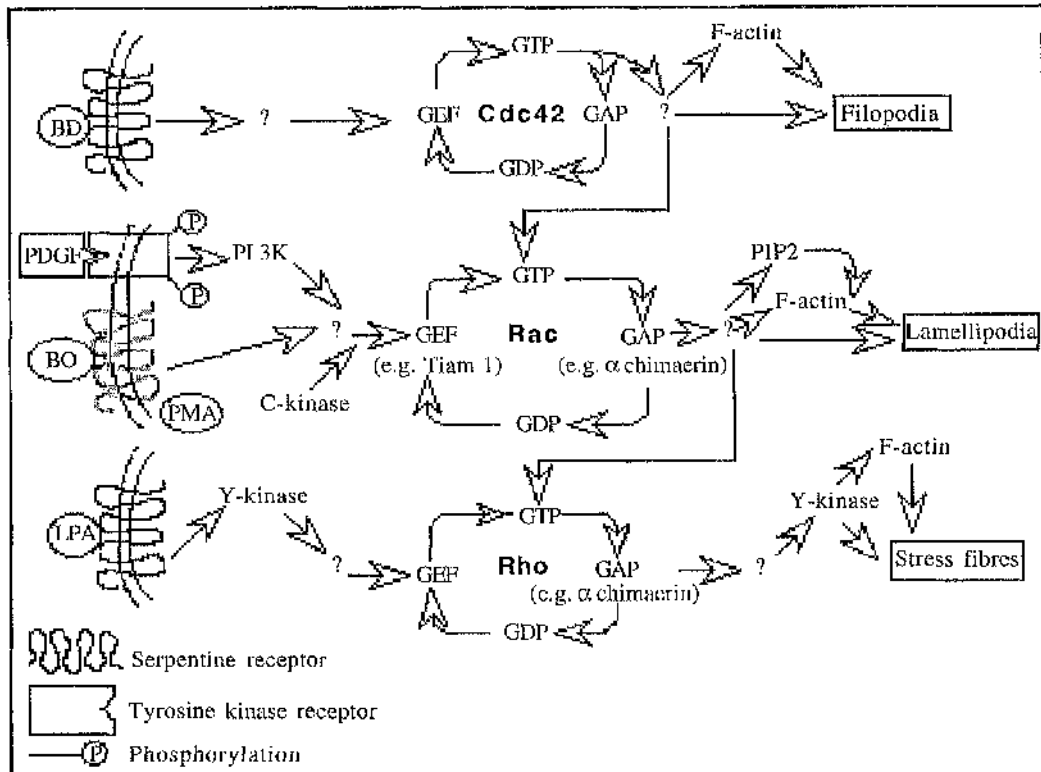 F-actin
GTP
BD
?
GEF
Cdc42
GAP
?
Filopodia
GDP
P
PDGF
PI 3K
P
GTP
PIP2
F-actin
?
GEF
Rac
GAP
?
Lamellipodia
(e.g. Tiam 1)
(e.g. α chimaerin)
BO
PMA
C-kinase
GDP
F-actin
Y-kinase
Y-kinase
LPA
GTP
?
GEF
Rho
GAP
?
Stress fibres
(e.g. α chimaerin)
GDP
Serpentine receptor
Tyrosine kinase receptor
P Phosphorylation